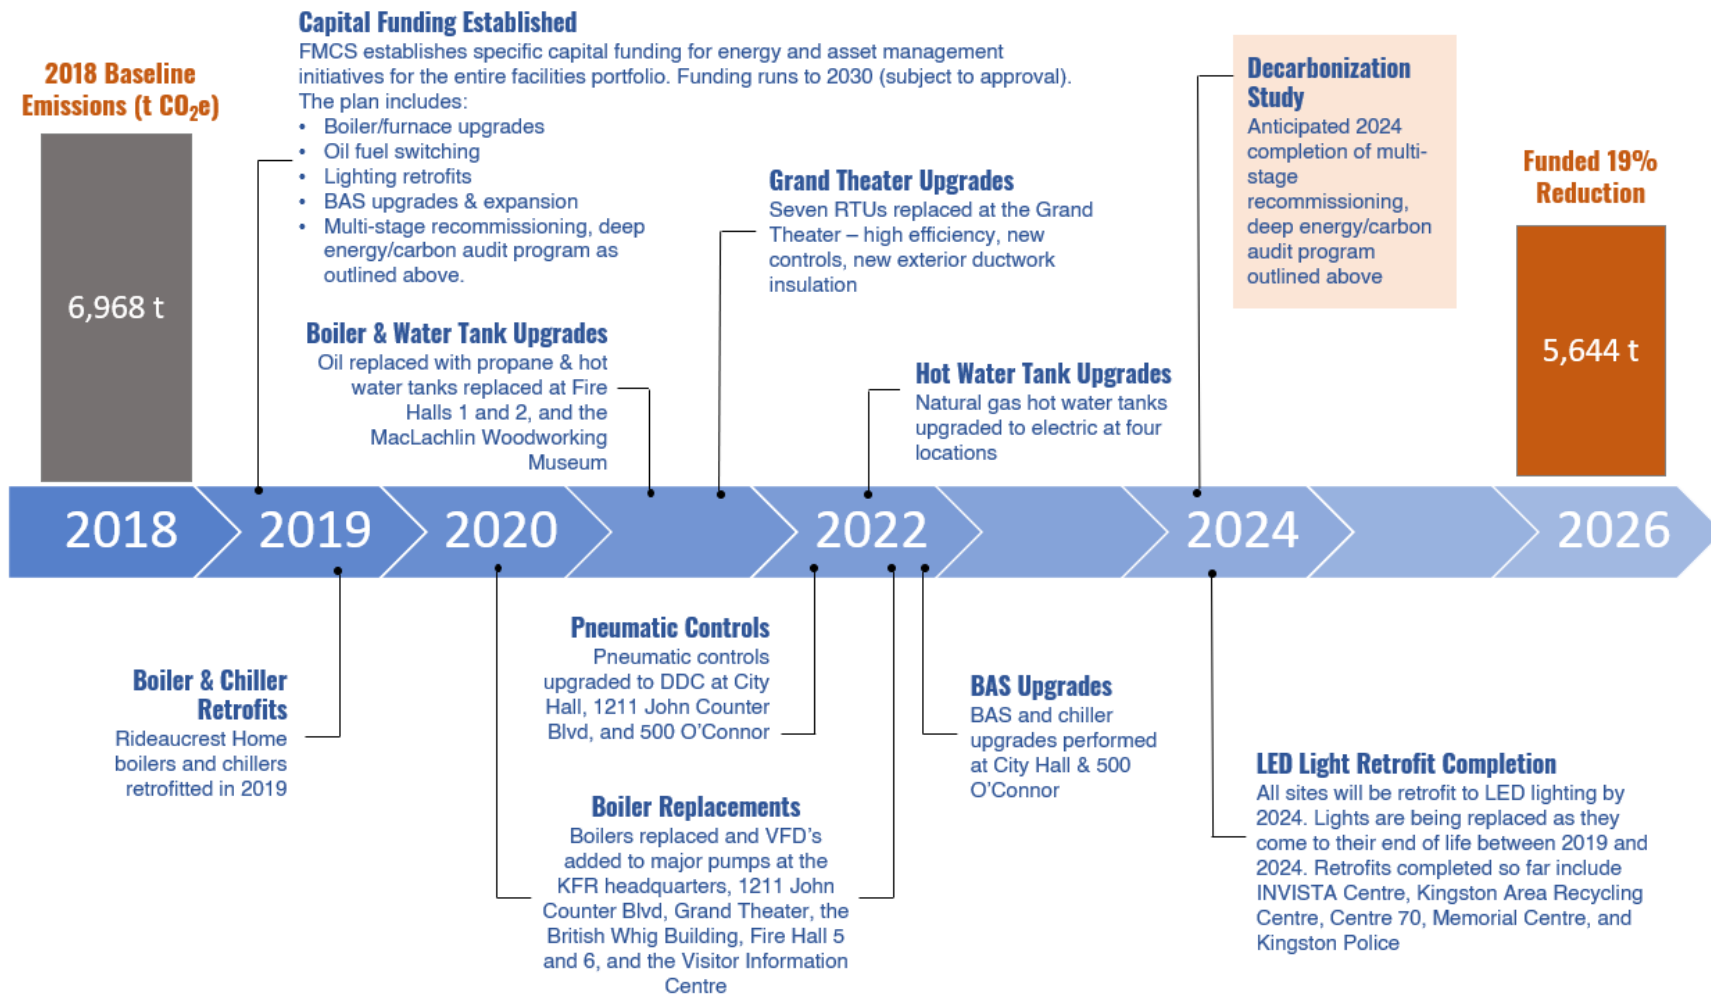 Capital Funding Established
FMCS establishes specific capital funding for energy and asset management
initiatives for the entire facilities portfolio. Funding runs to 2030 (subject to approval).
The plan includes:
• Boiler/furnace upgrades
• Oil fuel switching
• Lighting retrofits
• BAS upgrades & expansion
• Multi-stage recommissioning, deep
energy/carbon audit program as
outlined above.
2018 Baseline
Emissions (t CO₂e)
6,968 t
Boiler & Water Tank Upgrades
Oil replaced with propane & hot
water tanks replaced at Fire
Halls 1 and 2, and the
MacLachlin Woodworking
Museum
Grand Theater Upgrades
Seven RTUs replaced at the Grand
Theater – high efficiency, new
controls, new exterior ductwork
insulation
Hot Water Tank Upgrades
Natural gas hot water tanks
upgraded to electric at four
locations
Decarbonization
Study
Anticipated 2024
completion of multi-
stage
recommissioning,
deep energy/carbon
audit program
outlined above
Funded 19%
Reduction
5,644 t
2018
2019
2020
2022
2024
2026
Boiler & Chiller
Retrofits
Rideaucrest Home
boilers and chillers
retrofitted in 2019
Pneumatic Controls
Pneumatic controls
upgraded to DDC at City
Hall, 1211 John Counter
Blvd, and 500 O'Connor
Boiler Replacements
Boilers replaced and VFD's
added to major pumps at the
KFR headquarters, 1211 John
Counter Blvd, Grand Theater, the
British Whig Building, Fire Hall 5
and 6, and the Visitor Information
Centre
BAS Upgrades
BAS and chiller
upgrades performed
at City Hall & 500
O'Connor
LED Light Retrofit Completion
All sites will be retrofit to LED lighting by
2024. Lights are being replaced as they
come to their end of life between 2019 and
2024. Retrofits completed so far include
INVISTA Centre, Kingston Area Recycling
Centre, Centre 70, Memorial Centre, and
Kingston Police